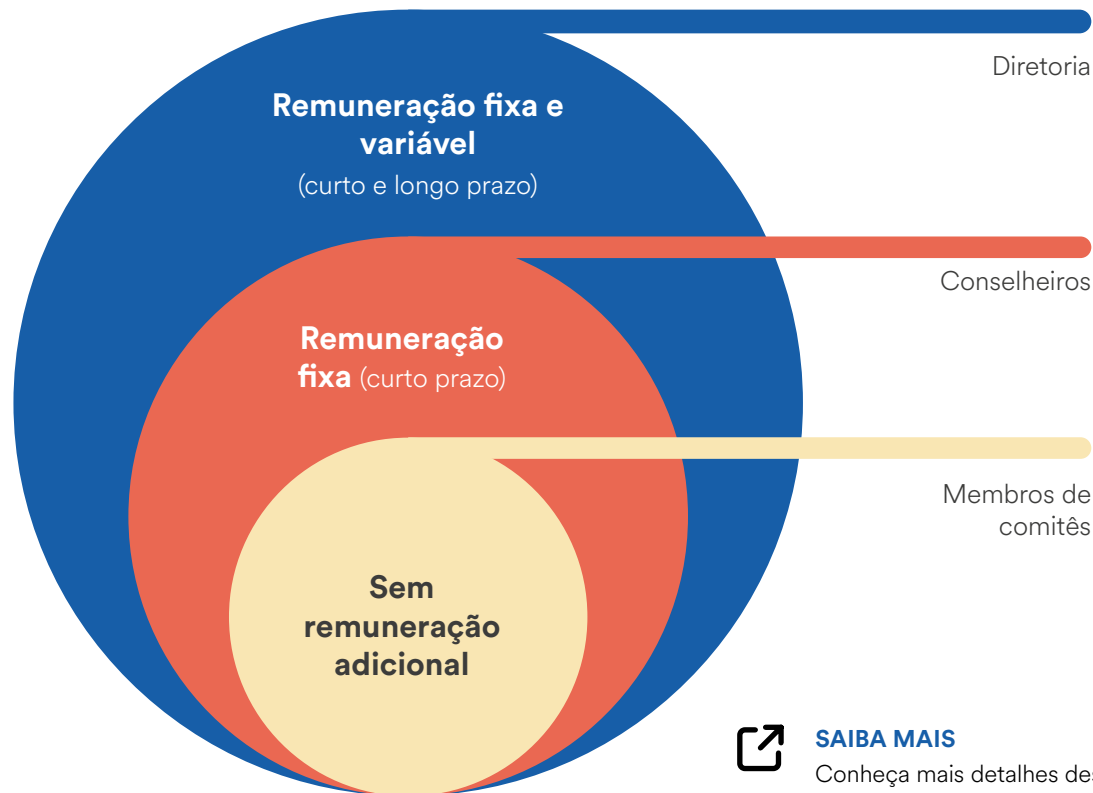 Diretoria
Remuneração fixa e
variável
(curto e longo prazo)
Conselheiros
Remuneração
fixa (curto prazo)
Membros de
comitês
Sem
remuneração
adicional
SAIBA MAIS
Conheça mais detalhes